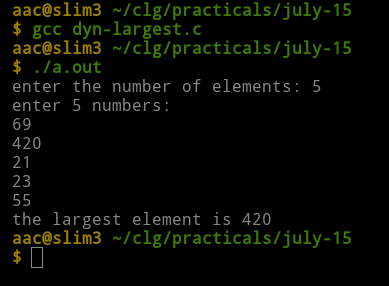 aac@slim3 ~/clg/practicals/july-15
$ gcc dyn-largest.c
aac@slim3 ~/clg/practicals/july-15
$ ./a.out
enter the number of elements: 5
enter 5 numbers:
69
420
21
23
55
the largest element is 420
aac@slim3 ~/clg/practicals/july-15
$